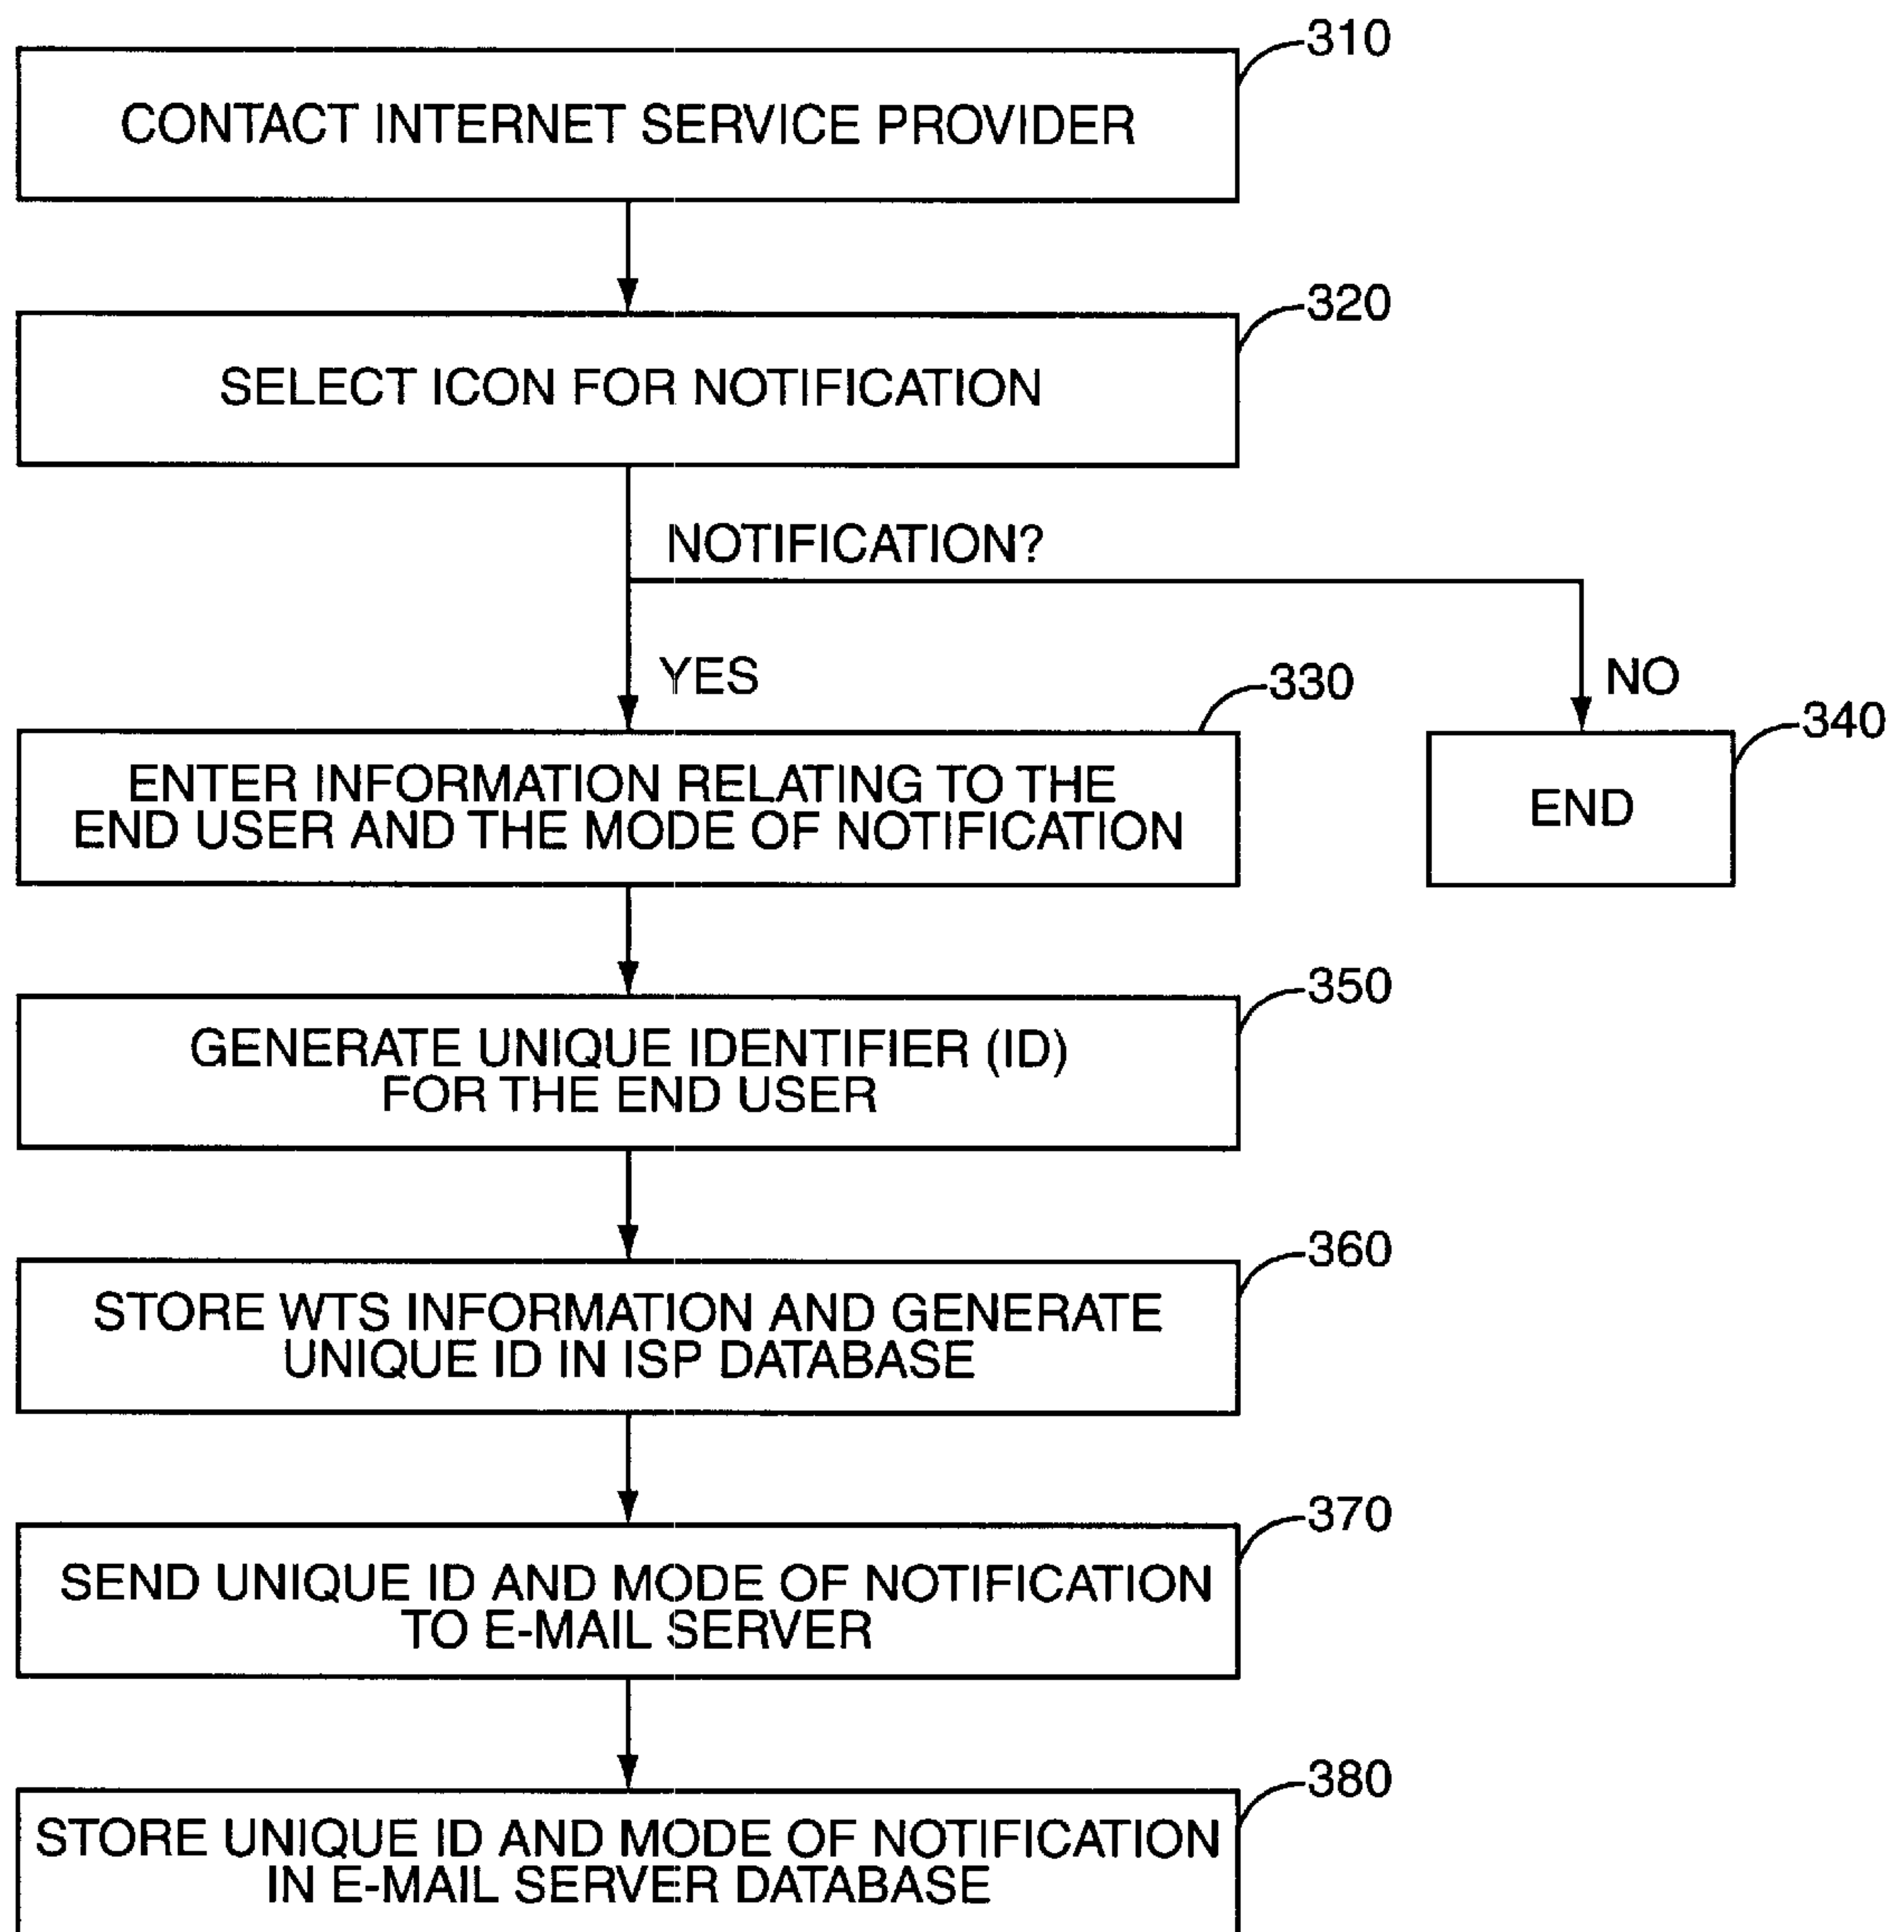 310
CONTACT INTERNET SERVICE PROVIDER
320
SELECT ICON FOR NOTIFICATION
NOTIFICATION?
YES
NO
330
340
ENTER INFORMATION RELATING TO THE
END USER AND THE MODE OF NOTIFICATION
END
350
GENERATE UNIQUE IDENTIFIER (ID)
FOR THE END USER
360
STORE WTS INFORMATION AND GENERATE
UNIQUE ID IN ISP DATABASE
370
SEND UNIQUE ID AND MODE OF NOTIFICATION
TO E-MAIL SERVER
380
STORE UNIQUE ID AND MODE OF NOTIFICATION
IN E-MAIL SERVER DATABASE